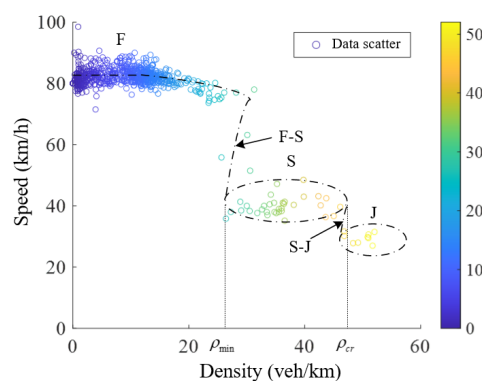 F
Data scatter
F-S
S
J
S-J
Speed (km/h)
100
80
60
40
20
0
0
20
ρmin
40
ρcr
60
Density (veh/km)
50
40
30
20
10
0